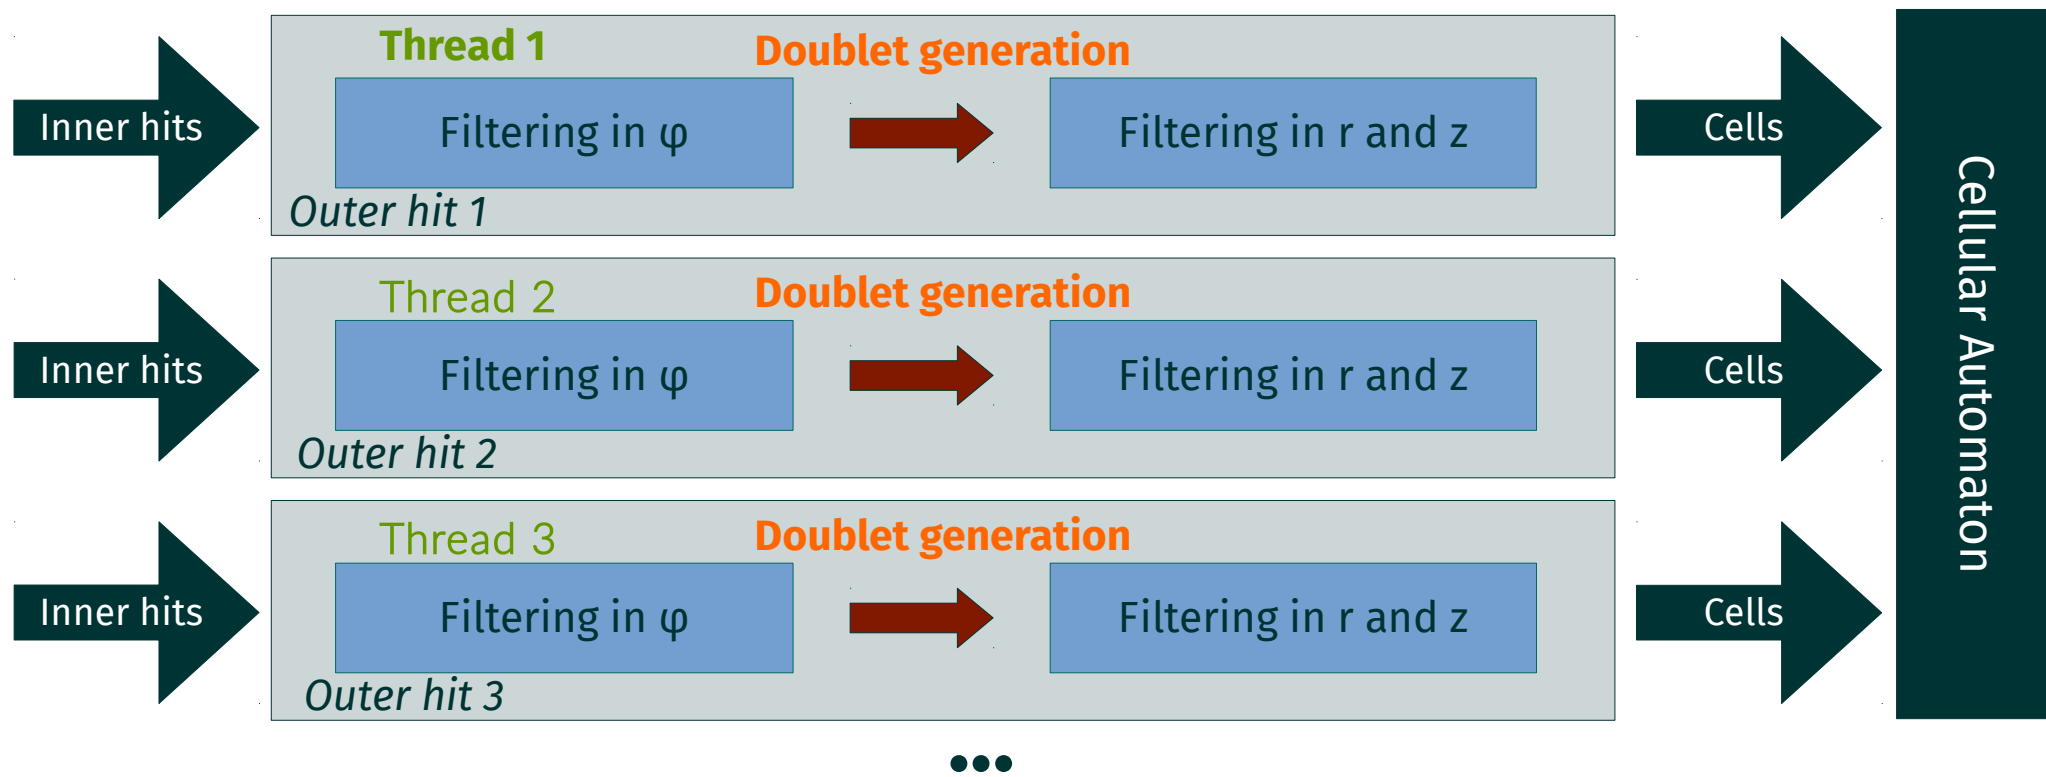 Thread 1
Doublet generation
Inner hits
Filtering in φ
Filtering in r and z
Cells
Outer hit 1
Thread 2
Doublet generation
Inner hits
Filtering in φ
Filtering in r and z
Cells
Outer hit 2
Thread 3
Doublet generation
Inner hits
Filtering in φ
Filtering in r and z
Cells
Outer hit 3
•••
Cellular Automaton